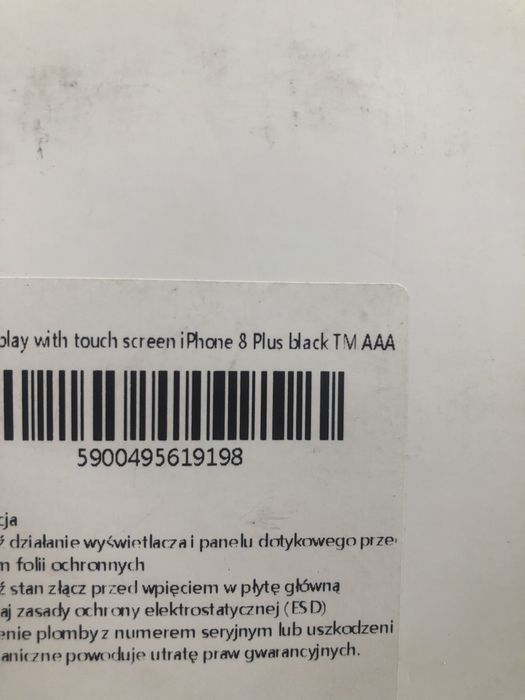 play with touch screen iPhone 8 Plus black TM AAA
5900495619198
cja
ź działanie wyświetlacza i panelu dotykowego prze
m folii ochronnych
ź stan złącz przed wpięciem w płytę główną
aj zasady ochrony elektrostatycznej (ESD)
enie plomby z numerem seryjnym lub uszkodzeni
aniczne powoduje utratę praw gwarancyjnych.